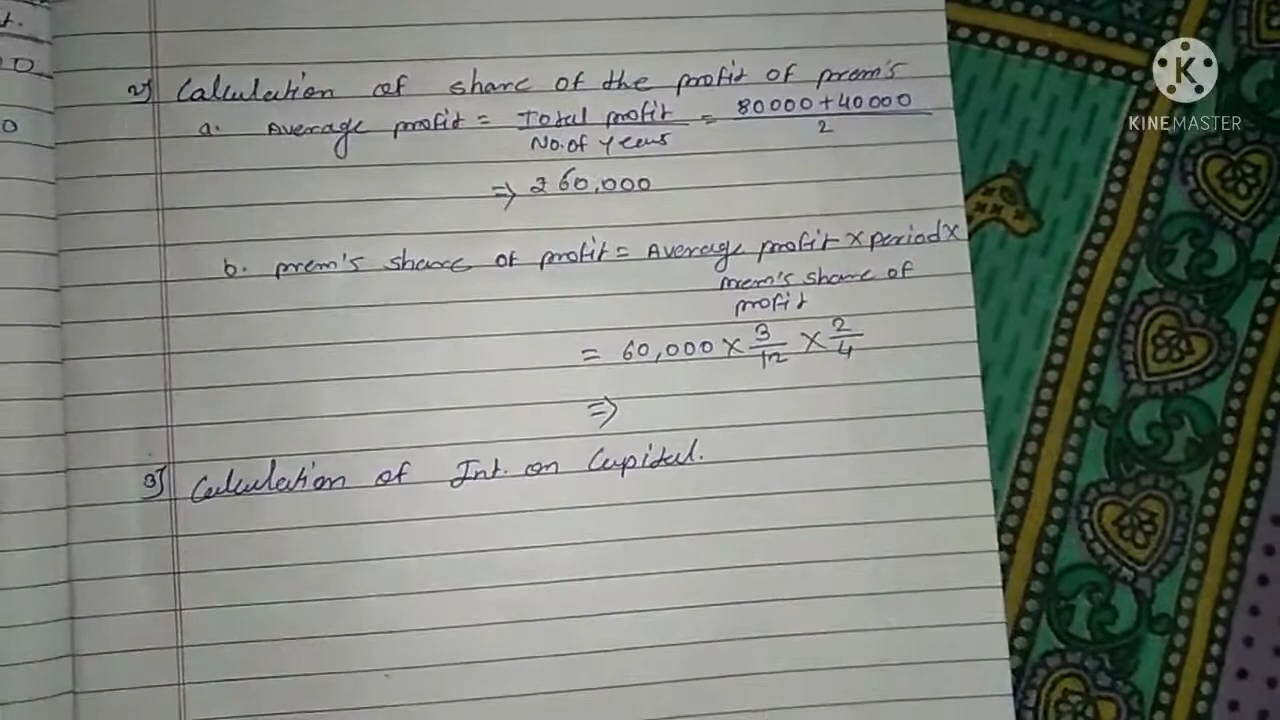 t.
0
0
2] Calculation of share of the profit of prem's
a. Average profit = Total profit / No. of years = 80000+40000 / 2
⇒ ₹ 60,000
b. prem's share of profit = Average profit × period ×
prem's share of
profit
= 60,000 × 3/12 × 2/4
⇒
3] Calculation of Int. on Capital.
K
KINEMASTER